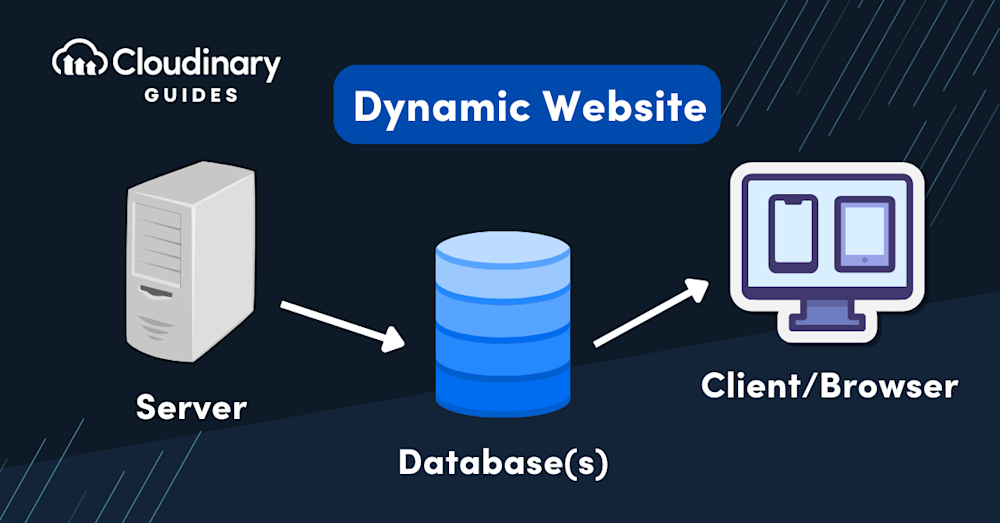 Cloudinary
GUIDES
Dynamic Website
Server
Database(s)
Client/Browser